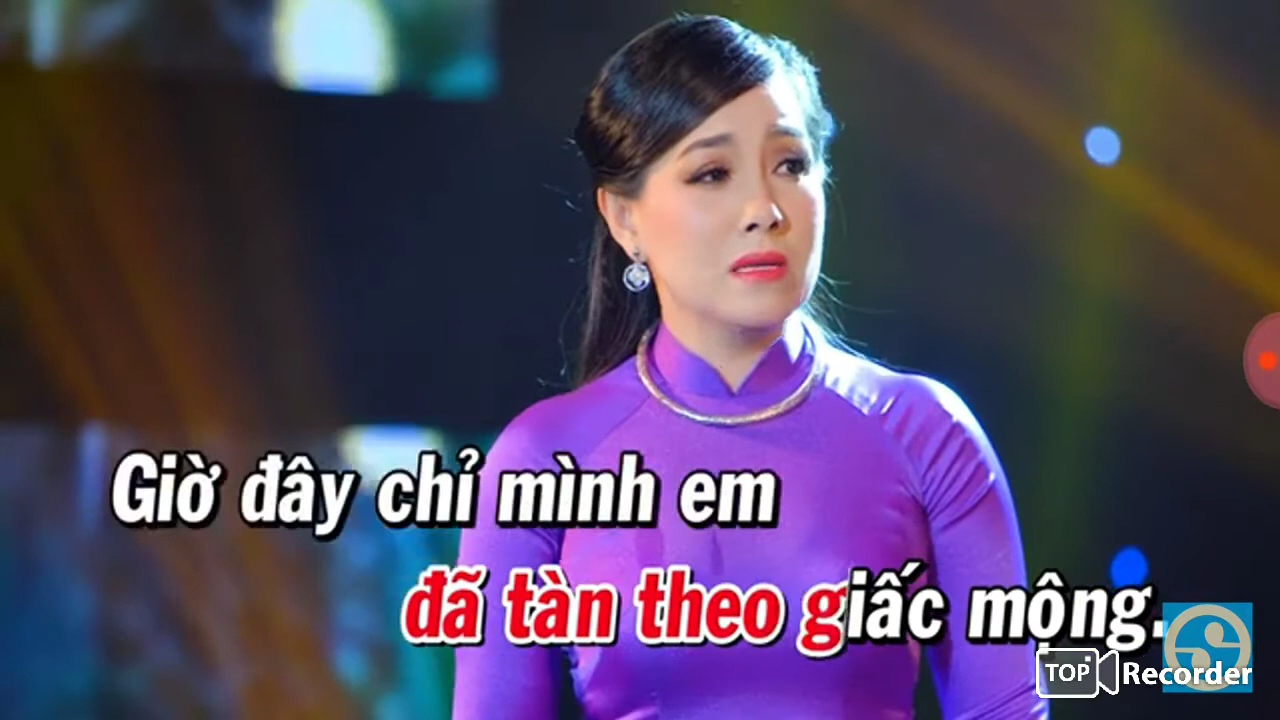 Giờ đây chỉ mình em
đã tàn theo giấc mộng.
TOP Recorder